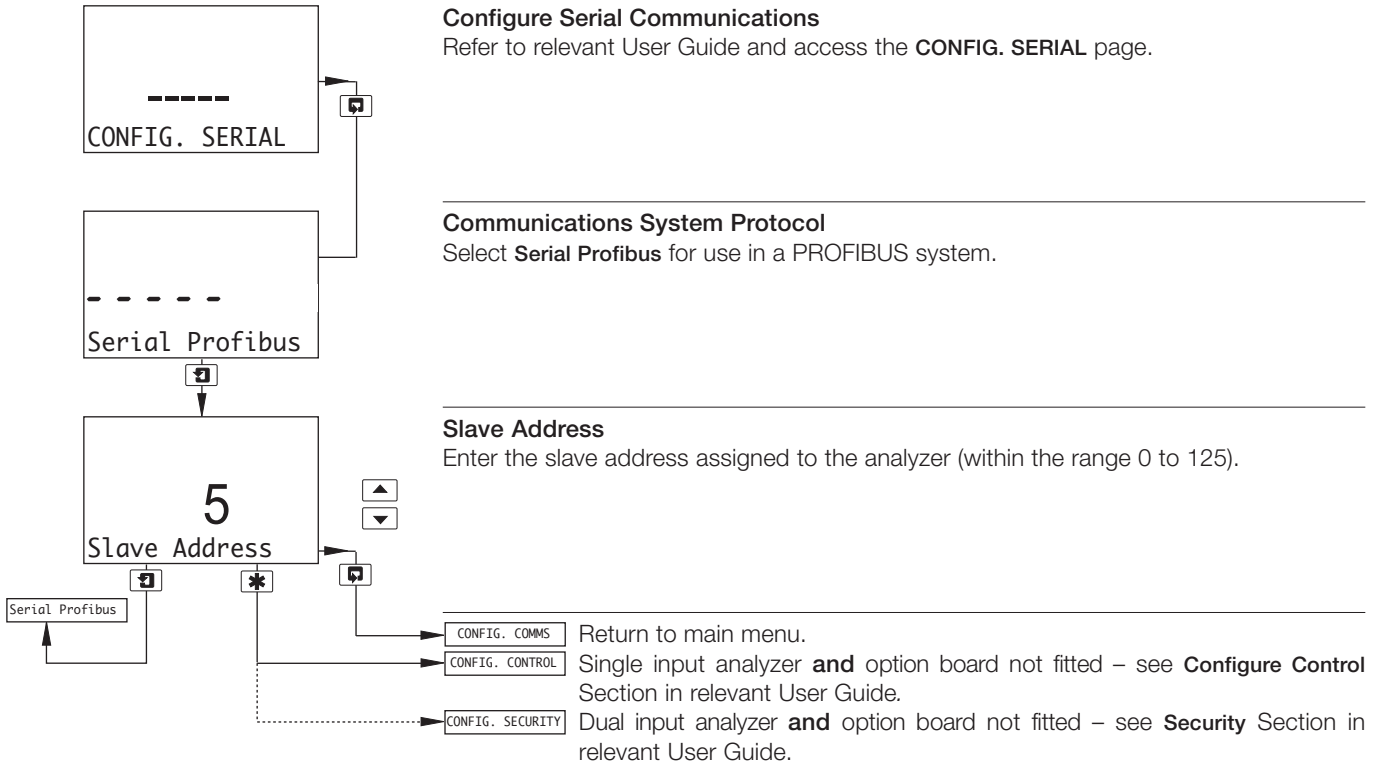 Configure Serial Communications
Refer to relevant User Guide and access the CONFIG. SERIAL page.
-----
CONFIG. SERIAL
Communications System Protocol
Select Serial Profibus for use in a PROFIBUS system.
- - - - -
Serial Profibus
Slave Address
Enter the slave address assigned to the analyzer (within the range 0 to 125).
5
Slave Address
Serial Profibus
CONFIG. COMMS Return to main menu.
CONFIG. CONTROL Single input analyzer and option board not fitted – see Configure Control
Section in relevant User Guide.
CONFIG. SECURITY Dual input analyzer and option board not fitted – see Security Section in
relevant User Guide.